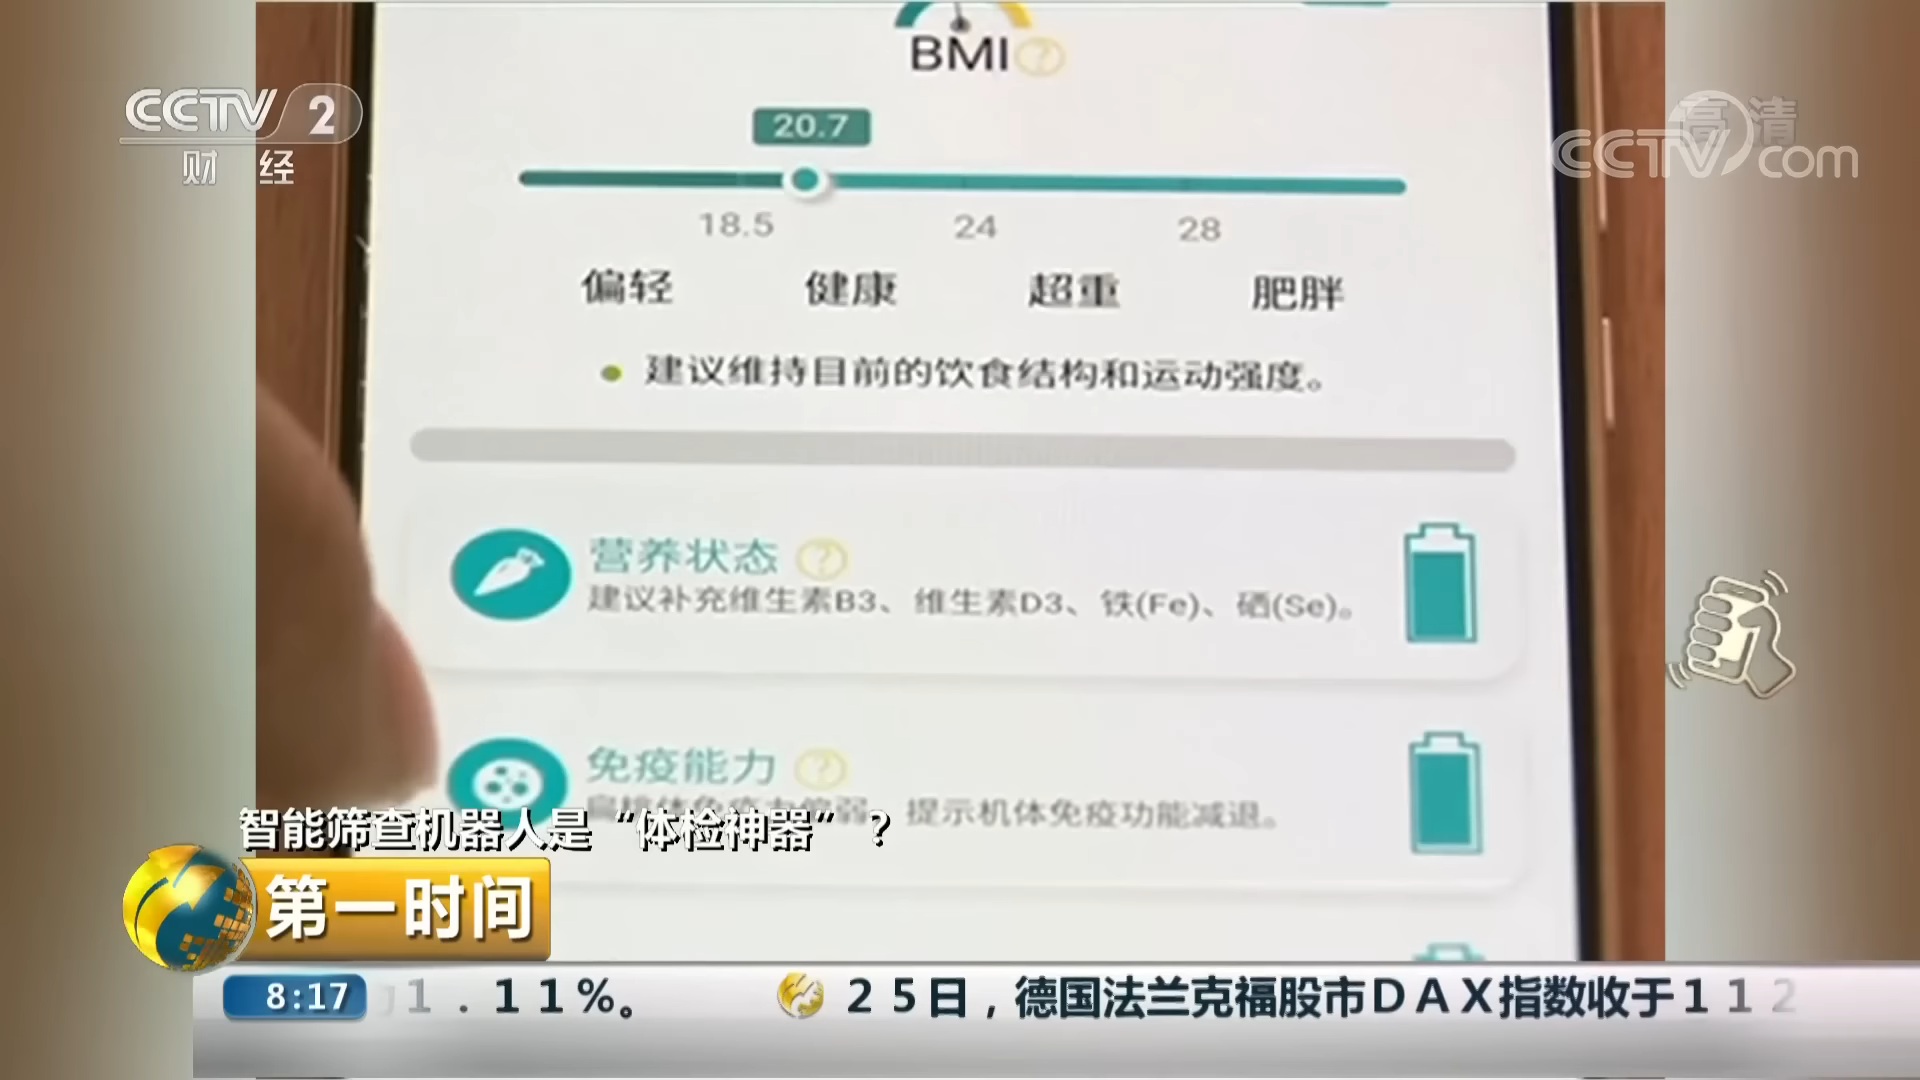 BMI ?
CCTV 2
财 经
高清
CCTV com
20.7
18.5 24 28
偏轻 健康 超重 肥胖
建议维持目前的饮食结构和运动强度。
营养状态 ?
建议补充维生素B3、维生素D3、铁(Fe)、硒(Se)。
免疫能力 ?
提示机体免疫功能减退。
智能筛查机器人是“体检神器”?
第一时间
8:17 1.11%。 25日，德国法兰克福股市DAX指数收于112